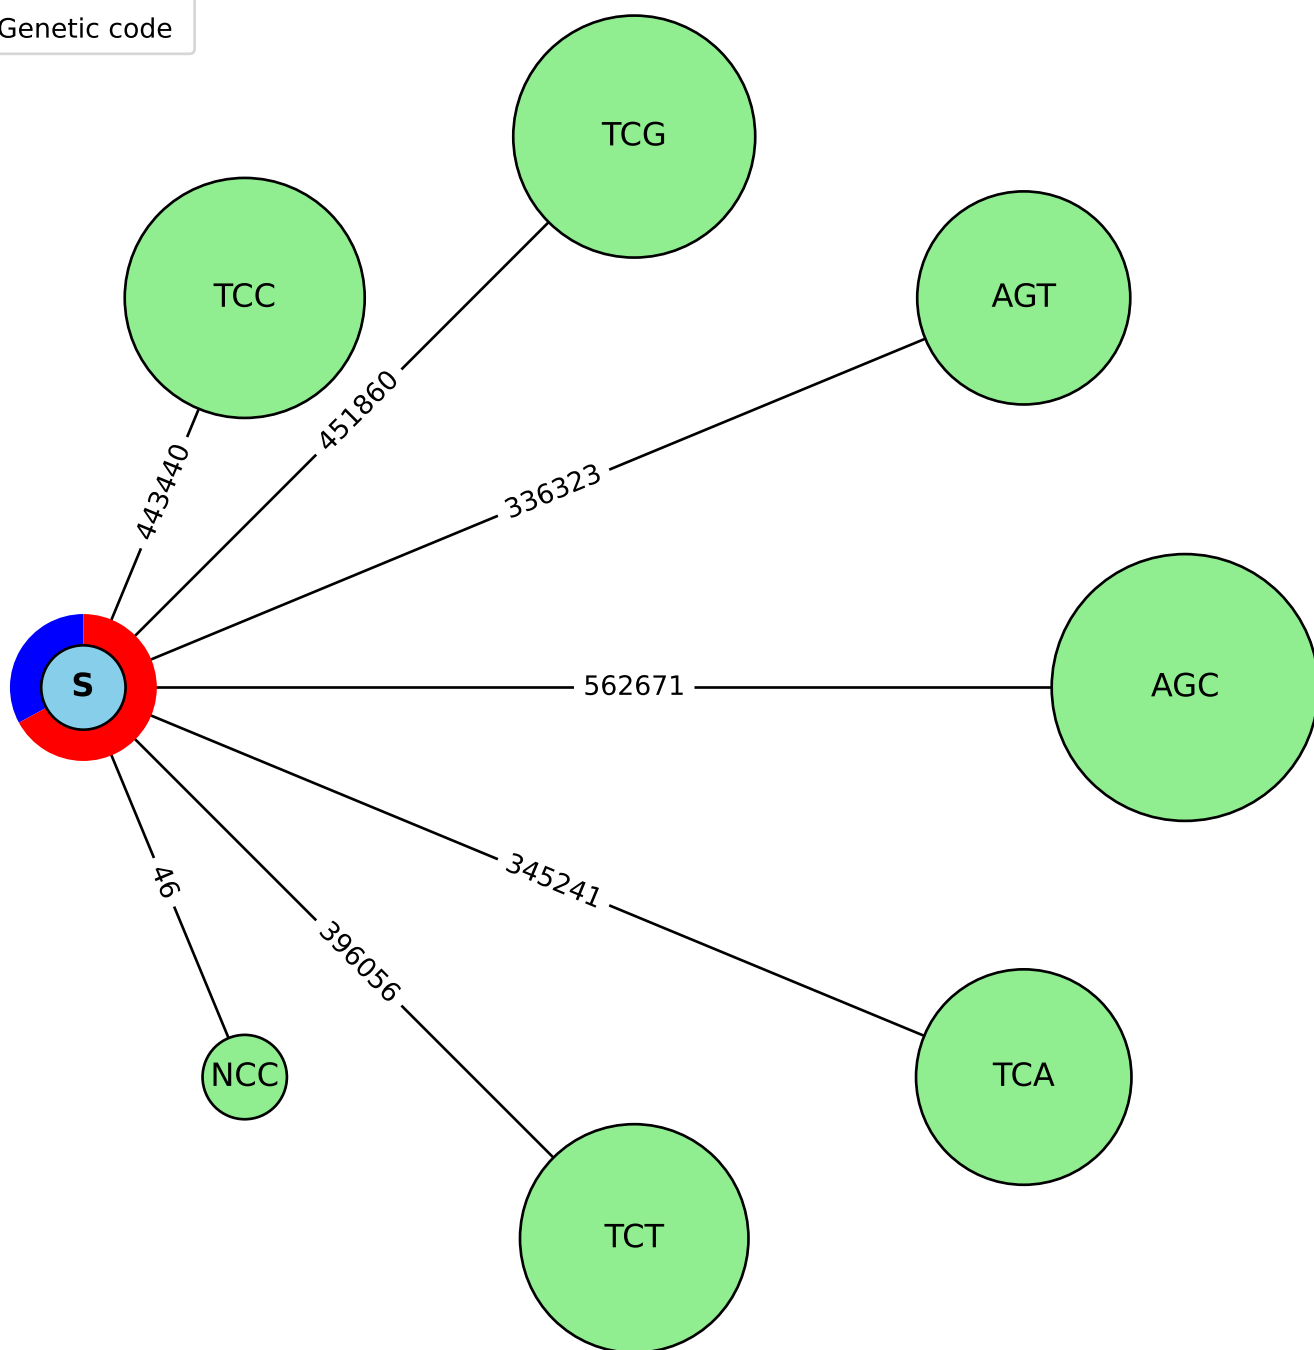 Genetic code
TCG
TCC
AGT
451860
443440
336323
S
562671
AGC
345241
46
396056
NCC
TCA
TCT